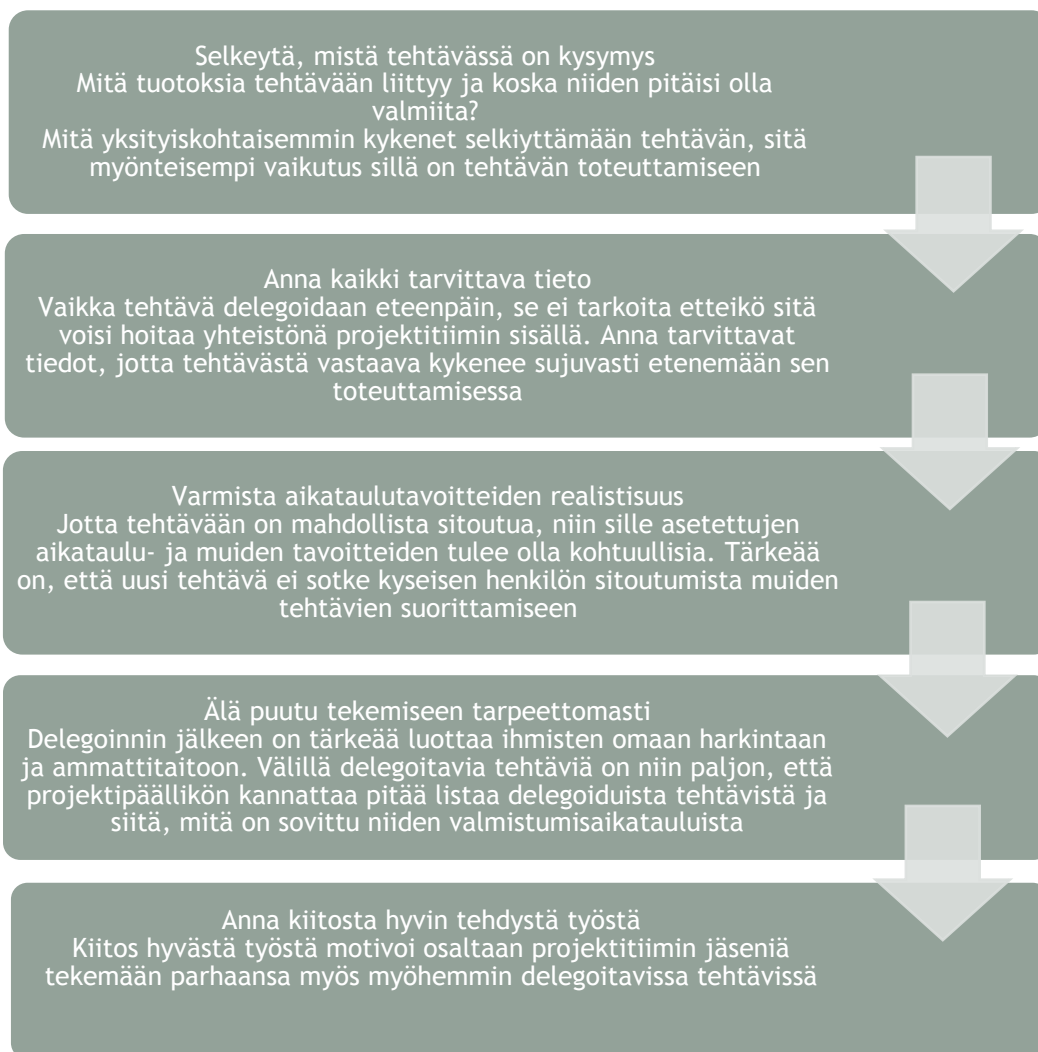 Selkeytä, mistä tehtävässä on kysymys
Mitä tuotoksia tehtävään liittyy ja koska niiden pitäisi olla
valmiita?
Mitä yksityiskohtaisemmin kykenet selkiyttämään tehtävän, sitä
myönteisempi vaikutus sillä on tehtävän toteuttamiseen
Anna kaikki tarvittava tieto
Vaikka tehtävä delegoidaan eteenpäin, se ei tarkoita etteikö sitä
voisi hoitaa yhteistönä projektitiimin sisällä. Anna tarvittavat
tiedot, jotta tehtävästä vastaava kykenee sujuvasti etenemään sen
toteuttamisessa
Varmista aikataulutavoitteiden realistisuus
Jotta tehtävään on mahdollista sitoutua, niin sille asetettujen
aikataulu- ja muiden tavoitteiden tulee olla kohtuullisia. Tärkeää
on, että uusi tehtävä ei sotke kyseisen henkilön sitoutumista muiden
tehtävien suorittamiseen
Älä puutu tekemiseen tarpeettomasti
Delegoinnin jälkeen on tärkeää luottaa ihmisten omaan harkintaan
ja ammattitaitoon. Välillä delegoitavia tehtäviä on niin paljon, että
projektipäällikön kannattaa pitää listaa delegoiduista tehtävistä ja
siitä, mitä on sovittu niiden valmistumisaikatauluista
Anna kiitosta hyvin tehdystä työstä
Kiitos hyvästä työstä motivoi osaltaan projektitiimin jäseniä
tekemään parhaansa myös myöhemmin delegoitavissa tehtävissä